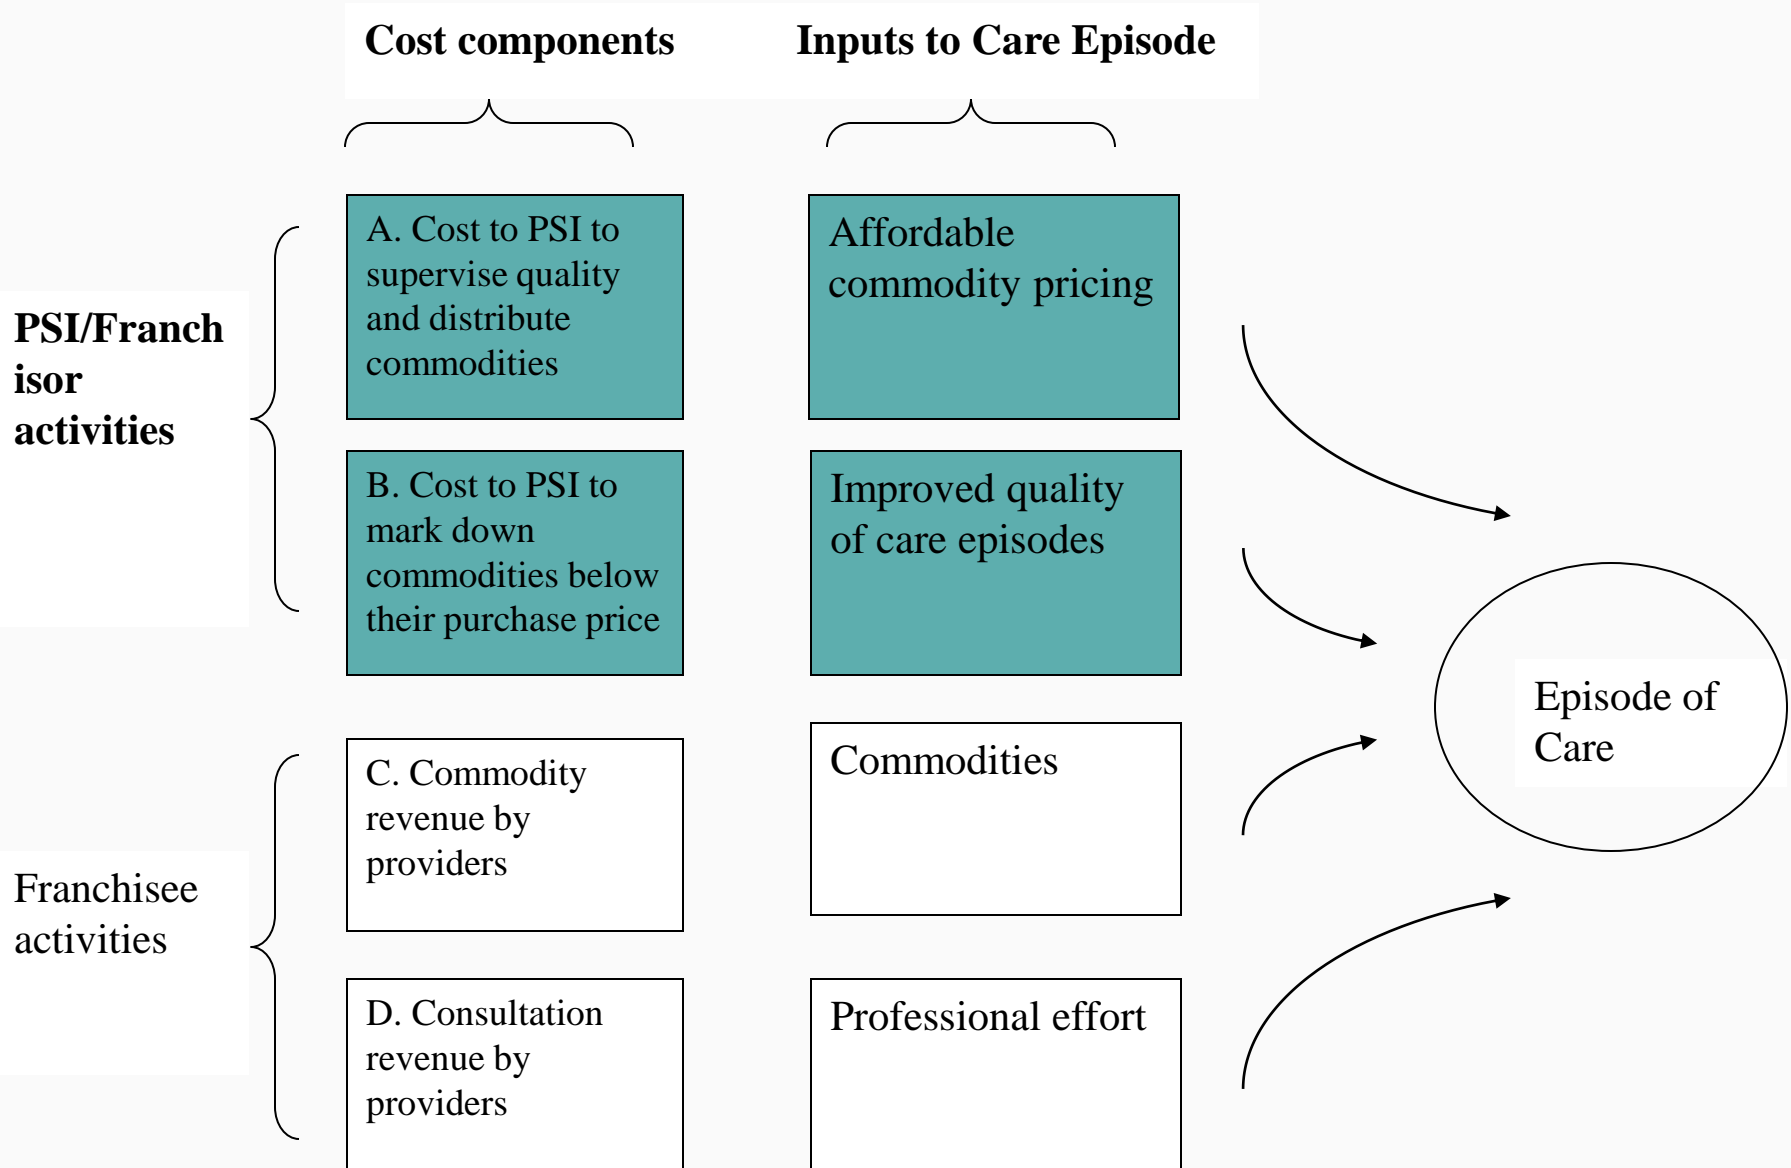 Cost components
Inputs to Care Episode
PSI/Franch
isor
activities
A. Cost to PSI to
supervise quality
and distribute
commodities
Affordable
commodity pricing
B. Cost to PSI to
mark down
commodities below
their purchase price
Improved quality
of care episodes
Franchisee
activities
C. Commodity
revenue by
providers
Commodities
D. Consultation
revenue by
providers
Professional effort
Episode of
Care